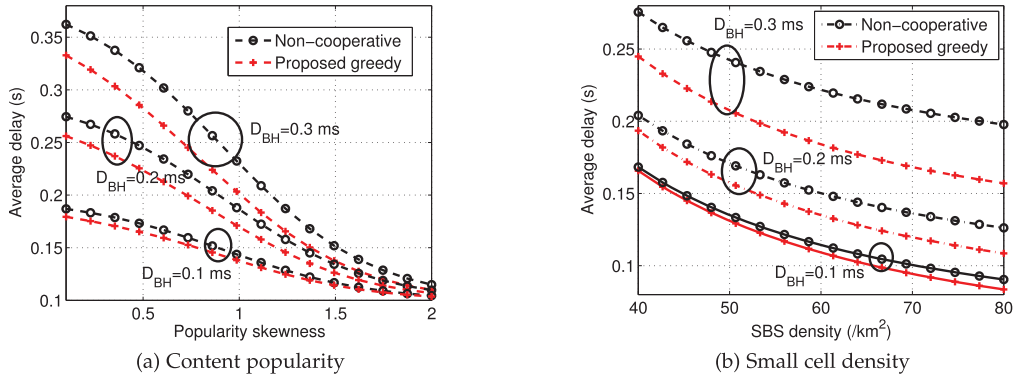 0.35
0.3
0.25
0.2
0.15
0.1
Average delay (s)
Non−cooperative
Proposed greedy
D_BH=0.3 ms
D_BH=0.2 ms
D_BH=0.1 ms
0.5 1 1.5 2
Popularity skewness
(a) Content popularity
0.25
0.2
0.15
0.1
Average delay (s)
D_BH=0.3 ms
Non−cooperative
Proposed greedy
D_BH=0.2 ms
D_BH=0.1 ms
40 50 60 70 80
SBS density (/km²)
(b) Small cell density